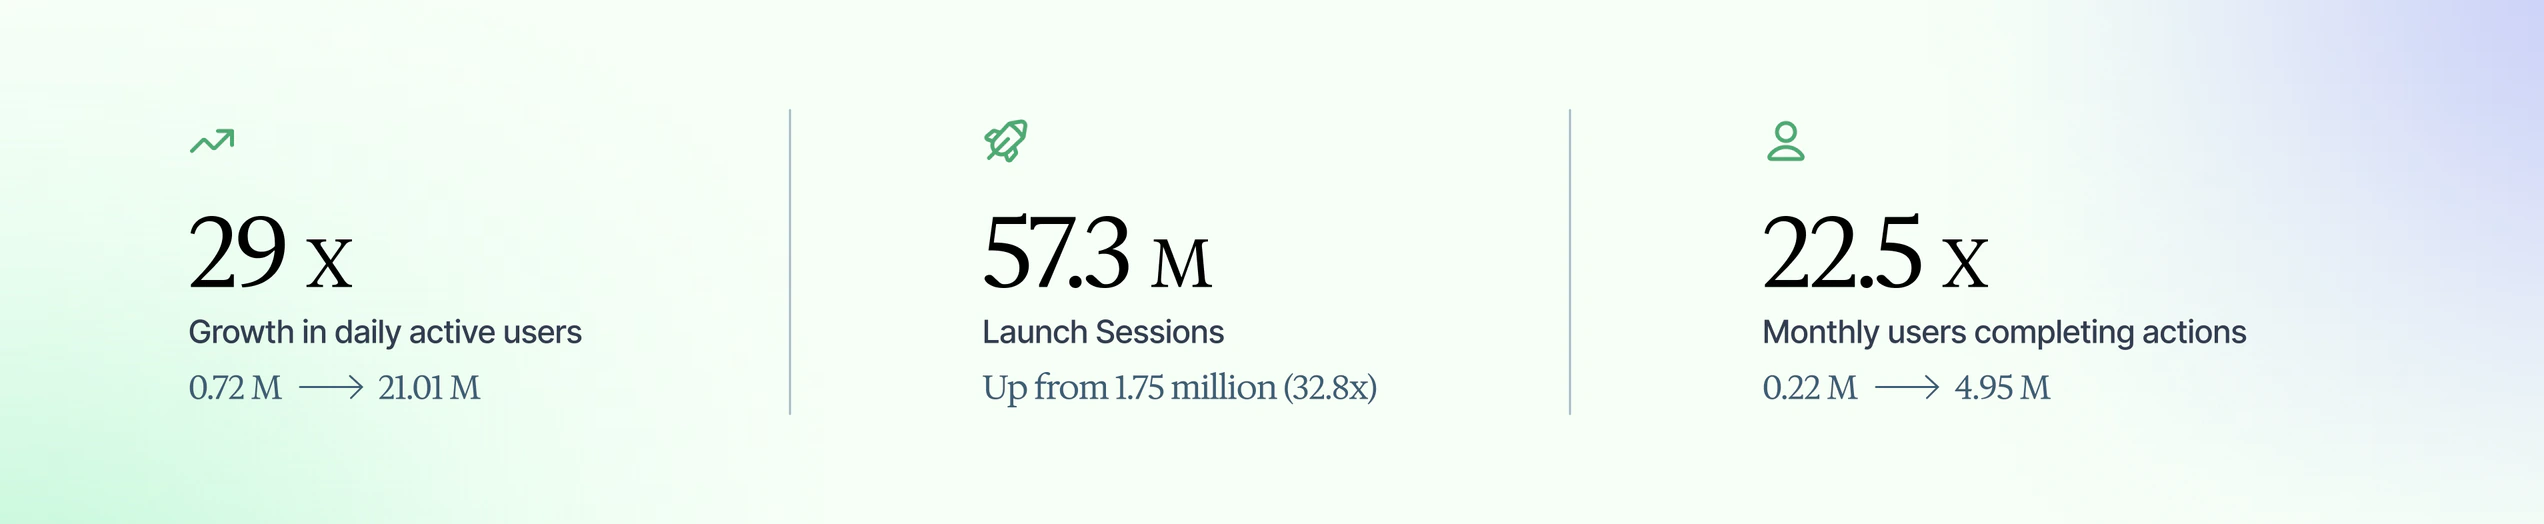 29 X
Growth in daily active users
0.72 M → 21.01 M
57.3 M
Launch Sessions
Up from 1.75 million (32.8x)
22.5 X
Monthly users completing actions
0.22 M → 4.95 M